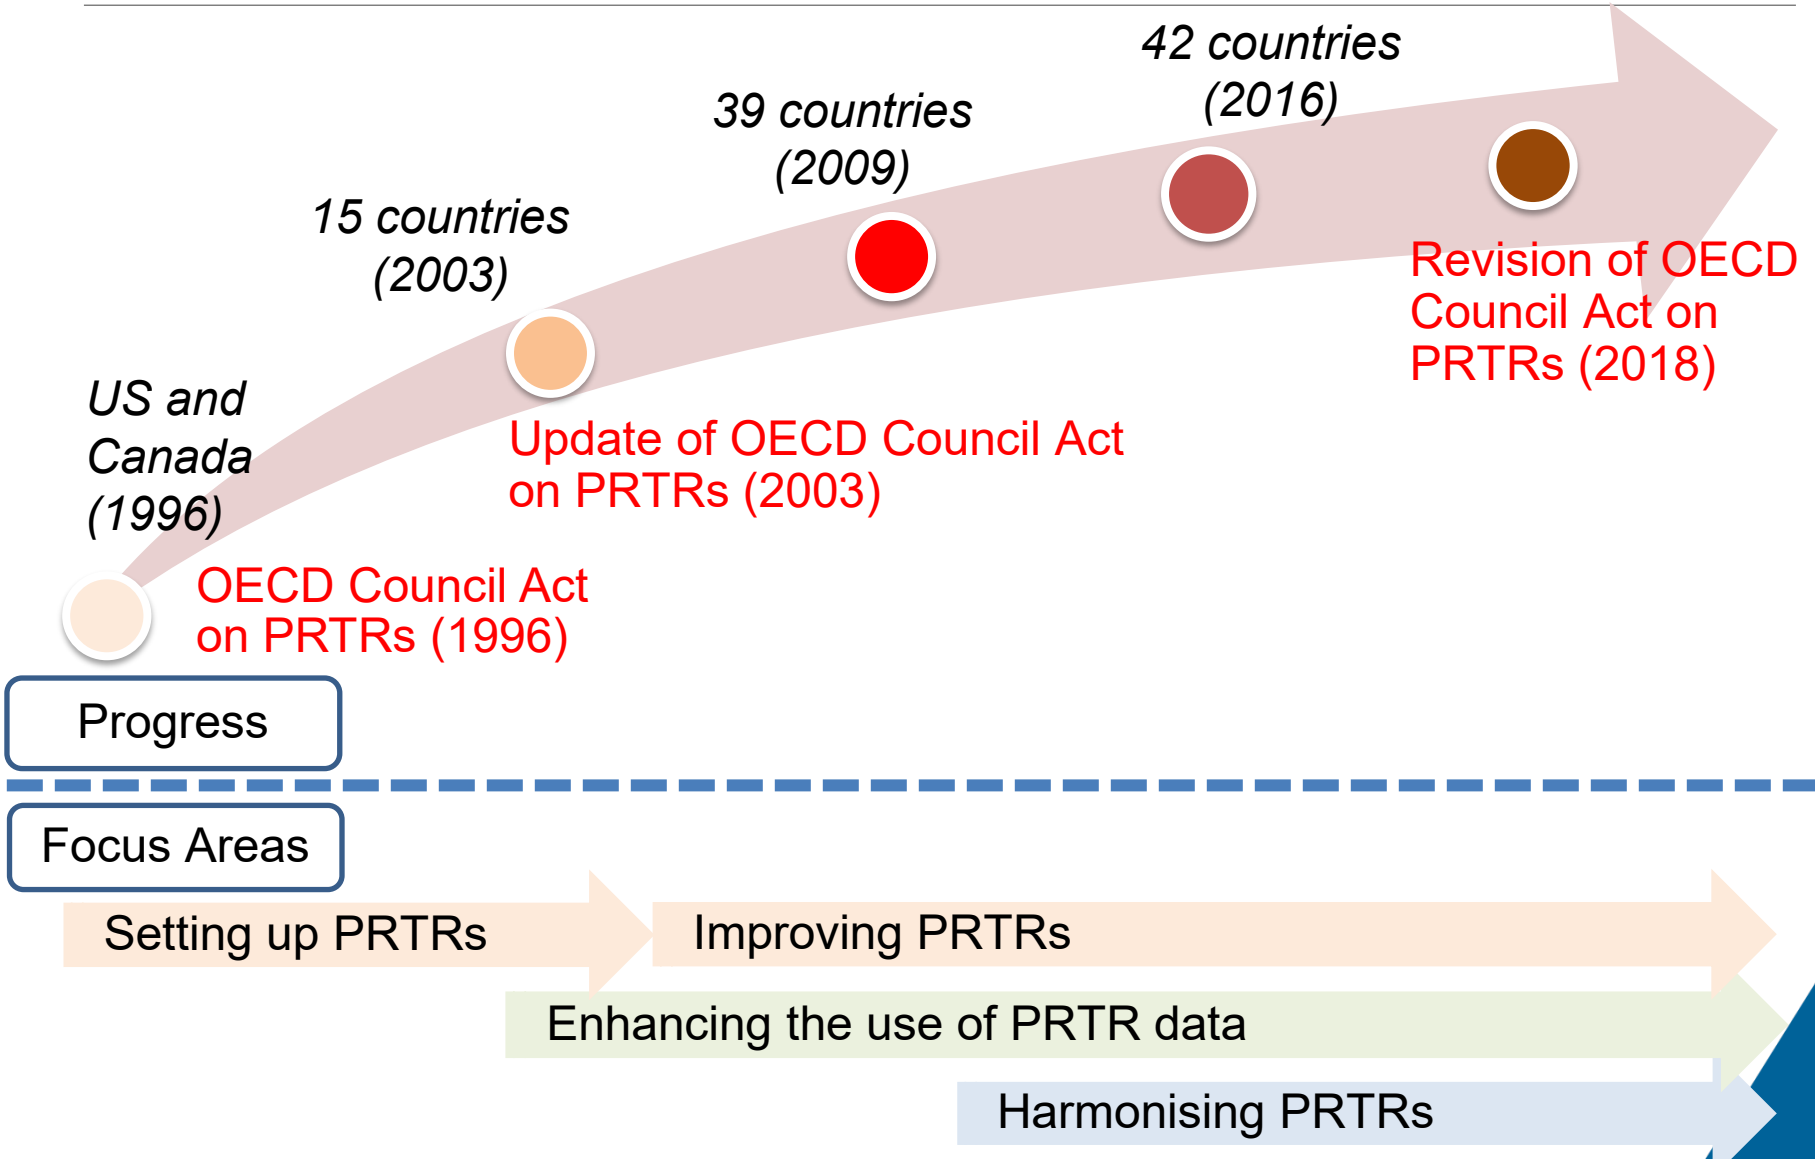 42 countries
(2016)
39 countries
(2009)
15 countries
(2003)
US and
Canada
(1996)
Revision of OECD
Council Act on
PRTRs (2018)
Update of OECD Council Act
on PRTRs (2003)
OECD Council Act
on PRTRs (1996)
Progress
Focus Areas
Setting up PRTRs
Improving PRTRs
Enhancing the use of PRTR data
Harmonising PRTRs